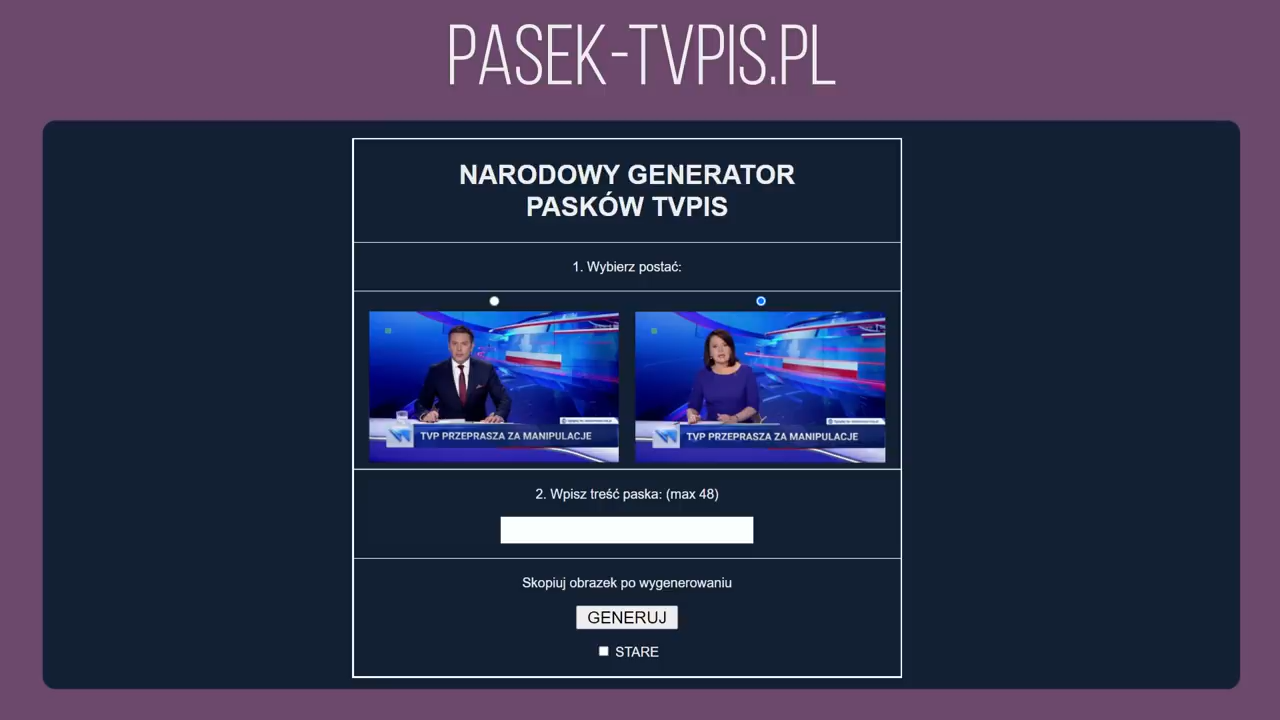 PASEK-TVPIS.PL
NARODOWY GENERATOR
PASKÓW TVPIS
1. Wybierz postać:
TVP PRZEPRASZA ZA MANIPULACJE
TVP PRZEPRASZA ZA MANIPULACJE
2. Wpisz treść paska: (max 48)
Skopiuj obrazek po wygenerowaniu
GENERUJ
STARE